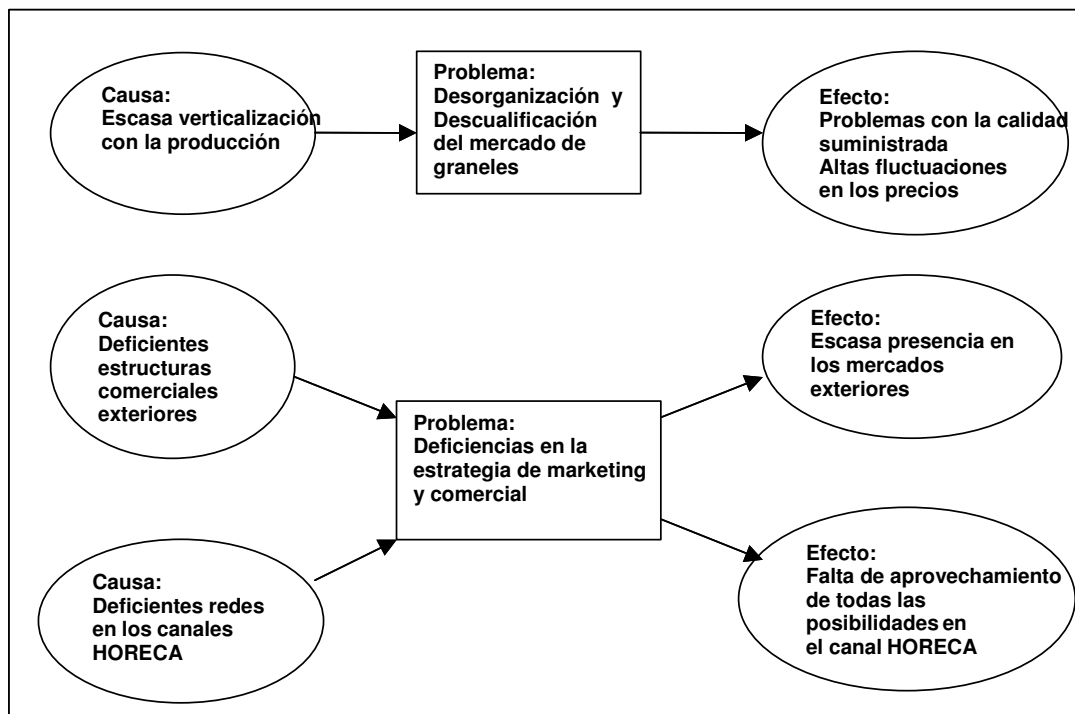 Causa:
Escasa verticalización
con la producción
Problema:
Desorganización y
Descualificación
del mercado de
graneles
Efecto:
Problemas con la calidad
suministrada
Altas fluctuaciones
en los precios
Causa:
Deficientes
estructuras
comerciales
exteriores
Problema:
Deficiencias en la
estrategia de marketing
y comercial
Efecto:
Escasa presencia en
los mercados
exteriores
Causa:
Deficientes redes
en los canales
HORECA
Efecto:
Falta de aprovechamiento
de todas las
posibilidades en
el canal HORECA